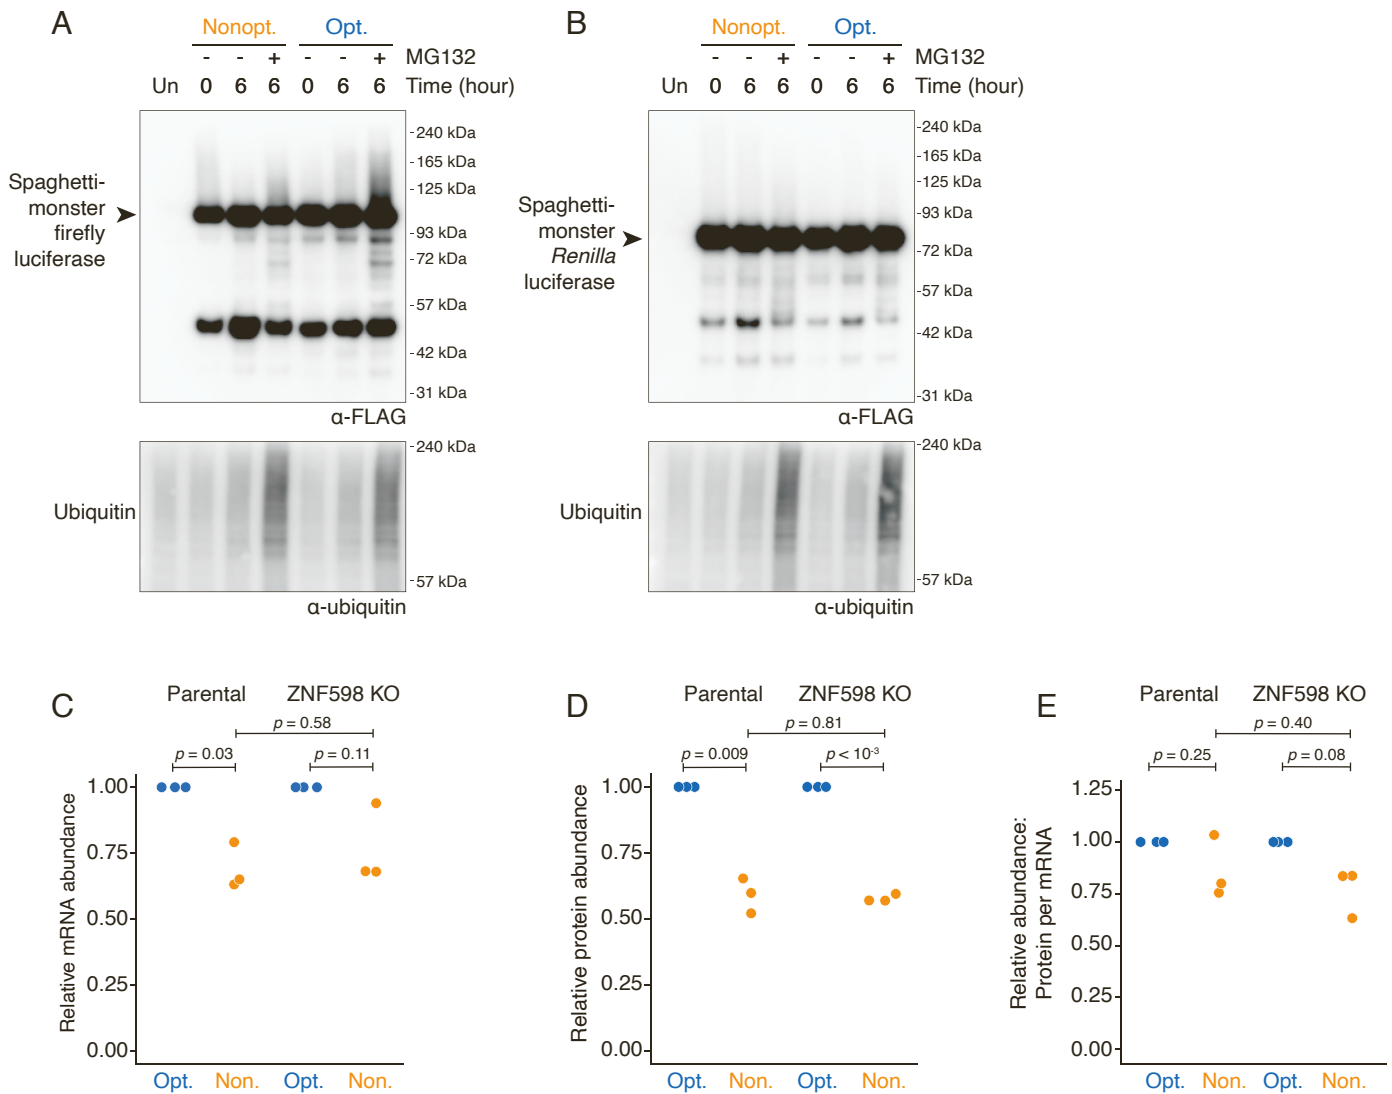 A
Nonopt. Opt.
- - + - - + MG132
Un 0 6 6 0 6 6 Time (hour)
Spaghetti-
monster
firefly
luciferase
-240 kDa
-165 kDa
-125 kDa
-93 kDa
-72 kDa
-57 kDa
-42 kDa
-31 kDa
α-FLAG
Ubiquitin
-240 kDa
-57 kDa
α-ubiquitin
B
Nonopt. Opt.
- - + - - + MG132
Un 0 6 6 0 6 6 Time (hour)
Spaghetti-
monster
Renilla
luciferase
-240 kDa
-165 kDa
-125 kDa
-93 kDa
-72 kDa
-57 kDa
-42 kDa
-31 kDa
α-FLAG
Ubiquitin
-240 kDa
-57 kDa
α-ubiquitin
C
Parental ZNF598 KO
p = 0.58
p = 0.03 p = 0.11
Relative mRNA abundance
1.00
0.75
0.50
0.25
0.00
Opt. Non. Opt. Non.
D
Parental ZNF598 KO
p = 0.81
p = 0.009 p < 10-3
Relative protein abundance
1.00
0.75
0.50
0.25
0.00
Opt. Non. Opt. Non.
E
Parental ZNF598 KO
p = 0.40
p = 0.25 p = 0.08
Relative abundance:
Protein per mRNA
1.25
1.00
0.75
0.50
0.25
0.00
Opt. Non. Opt. Non.